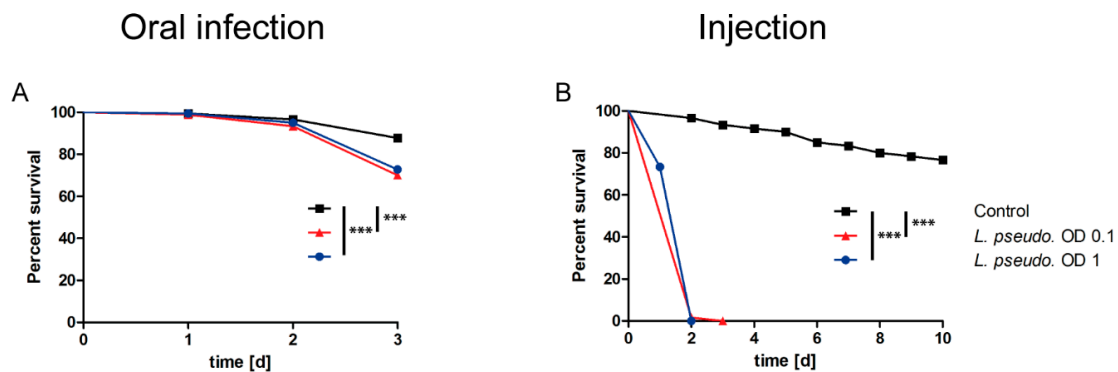 Oral infection
Injection
A
Percent survival
100
80
60
40
20
0
***
***
0
1
2
3
time [d]
B
Percent survival
100
80
60
40
20
0
***
***
0
2
4
6
8
10
time [d]
Control
L. pseudo. OD 0.1
L. pseudo. OD 1